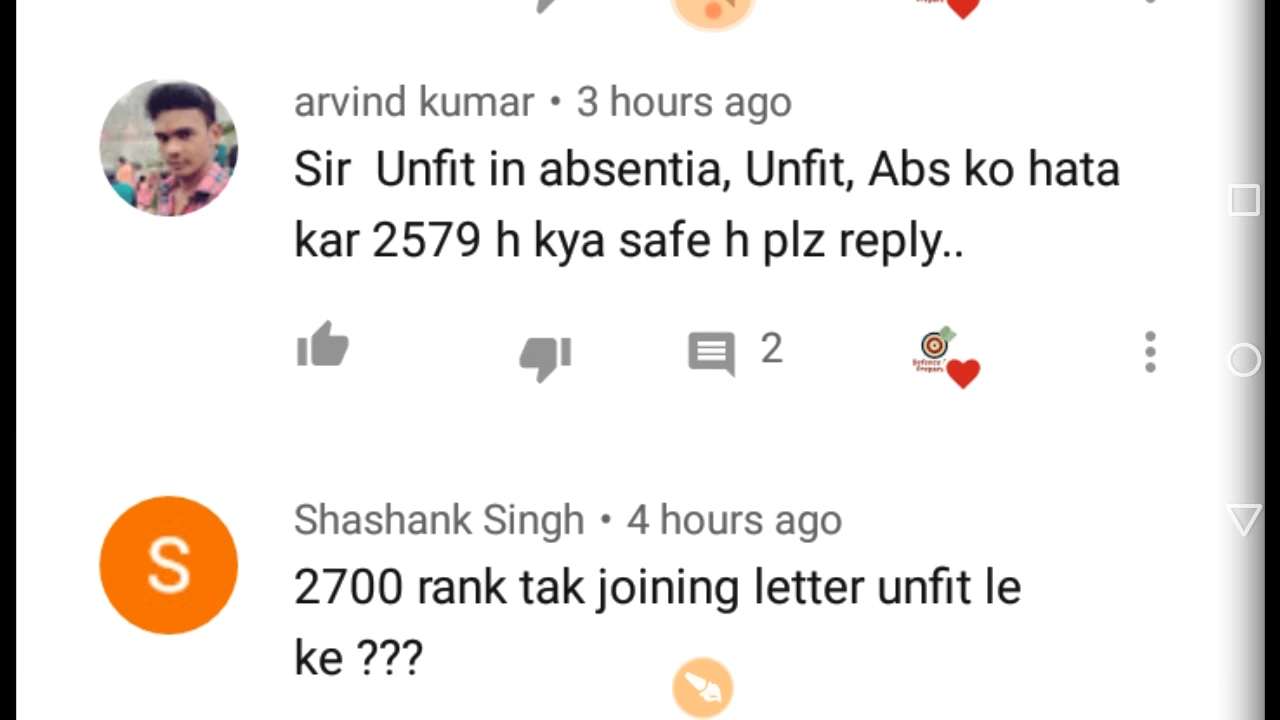 arvind kumar • 3 hours ago
Sir Unfit in absentia, Unfit, Abs ko hata
kar 2579 h kya safe h plz reply..
2
S
Shashank Singh • 4 hours ago
2700 rank tak joining letter unfit le
ke ???